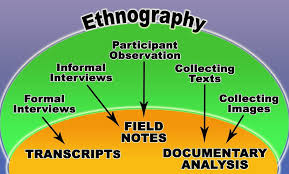 Ethnography
Participant
Observation
Informal
Interviews
Collecting
Texts
Formal
Interviews
Collecting
Images
FIELD
NOTES
TRANSCRIPTS
DOCUMENTARY
ANALYSIS